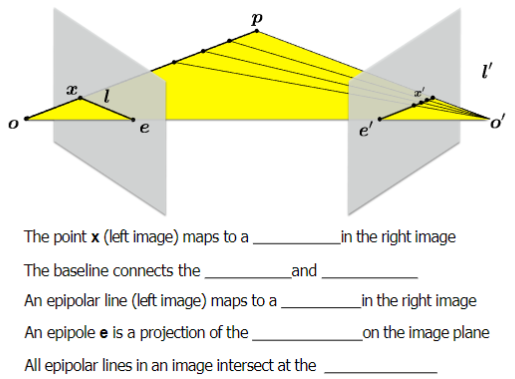 p
l′
x l x′
o e e′ o′
The point x (left image) maps to a ___________in the right image
The baseline connects the ___________and ____________
An epipolar line (left image) maps to a __________in the right image
An epipole e is a projection of the ______________on the image plane
All epipolar lines in an image intersect at the ______________